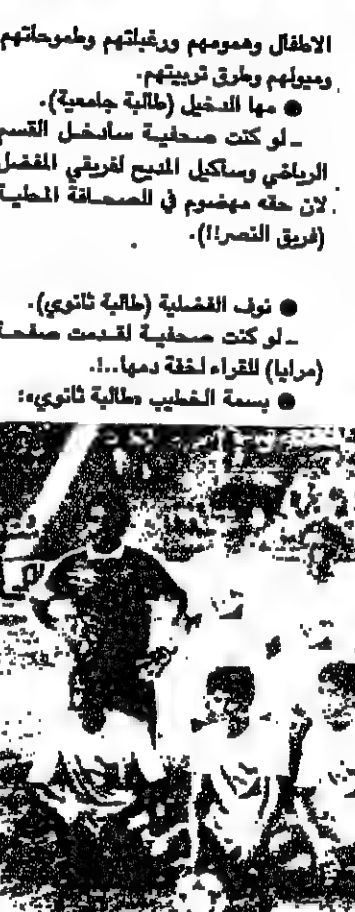 الاطفال وهمومهم ورغباتهم وطموحاتهم
وميولهم وطرق تربيتهم.
● مها الدخيل (طالبة جامعية).
ـ لو كنت صحفية سادخل القسم
الرياضي وساكيل المديح لفريقي المفضل
لان حقه مهضوم في الصحافة المحلية
(فريق النصر!!).
● نوف الفضلية (طالبة ثانوي).
ـ لو كنت صحفية لقدمت صفحة
(مرايا) للقراء لخفة دمها..!.
● بسمة الخطيب «طالبة ثانوي»: